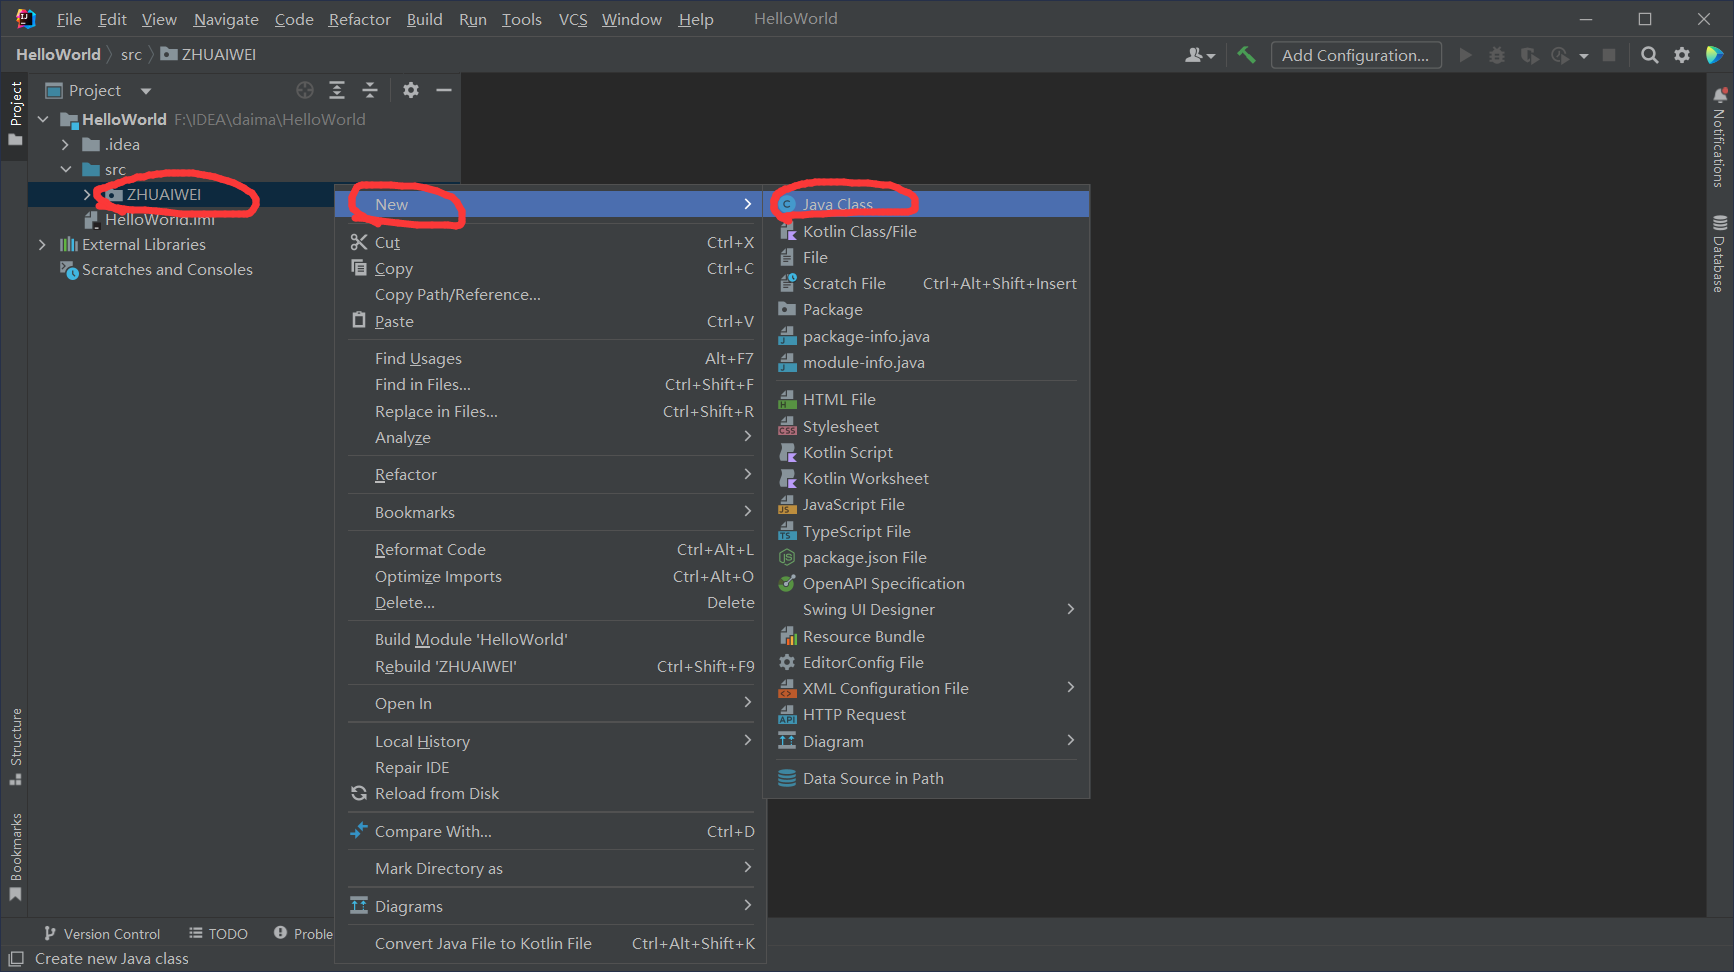 File Edit View Navigate Code Refactor Build Run Tools VCS Window Help HelloWorld
HelloWorld src ZHUAIWEI Add Configuration...
Project
Project
HelloWorld F:\IDEA\daima\HelloWorld
.idea
src
ZHUAIWEI
HelloWorld.iml
External Libraries
Scratches and Consoles
New
Cut Ctrl+X
Copy Ctrl+C
Copy Path/Reference...
Paste Ctrl+V
Find Usages Alt+F7
Find in Files... Ctrl+Shift+F
Replace in Files... Ctrl+Shift+R
Analyze
Refactor
Bookmarks
Reformat Code Ctrl+Alt+L
Optimize Imports Ctrl+Alt+O
Delete... Delete
Build Module 'HelloWorld'
Rebuild 'ZHUAIWEI' Ctrl+Shift+F9
Open In
Local History
Repair IDE
Reload from Disk
Compare With... Ctrl+D
Mark Directory as
Diagrams
Convert Java File to Kotlin File Ctrl+Alt+Shift+K
Java Class
Kotlin Class/File
File
Scratch File Ctrl+Alt+Shift+Insert
Package
package-info.java
module-info.java
HTML File
Stylesheet
Kotlin Script
Kotlin Worksheet
JavaScript File
TypeScript File
package.json File
OpenAPI Specification
Swing UI Designer
Resource Bundle
EditorConfig File
XML Configuration File
HTTP Request
Diagram
Data Source in Path
Notifications
Database
Structure
Bookmarks
Version Control TODO Proble
Create new Java class